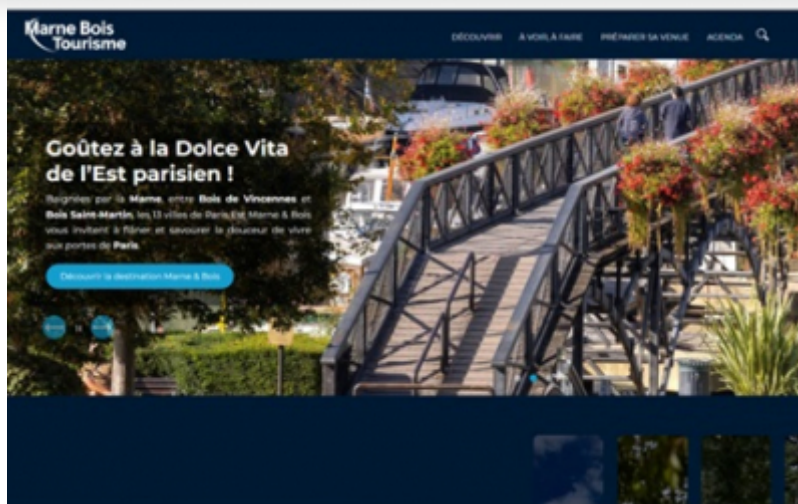 Marne Bois
Tourisme
DÉCOUVRIR À VOIR, À FAIRE PRÉPARER SA VENUE AGENDA
Goûtez à la Dolce Vita
de l'Est parisien !
Baignées par la Marne, entre Bois de Vincennes et
Bois Saint-Martin, les 13 villes de Paris Est Marne & Bois
vous invitent à flâner et savourer la douceur de vivre
aux portes de Paris.
Découvrir la destination Marne & Bois